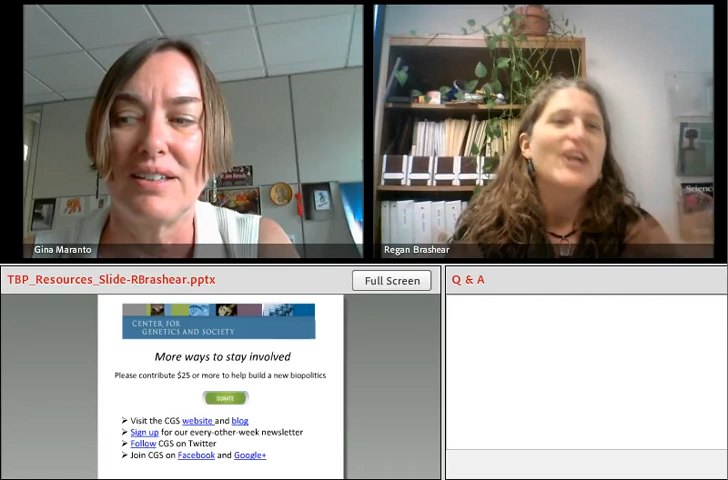 Gina Maranto
Regan Brashear
Science
TBP_Resources_Slide-RBrashear.pptx
Full Screen
Q & A
CENTER FOR
GENETICS AND SOCIETY
More ways to stay involved
Please contribute $25 or more to help build a new biopolitics
DONATE
➢ Visit the CGS website and blog
➢ Sign up for our every-other-week newsletter
➢ Follow CGS on Twitter
➢ Join CGS on Facebook and Google+